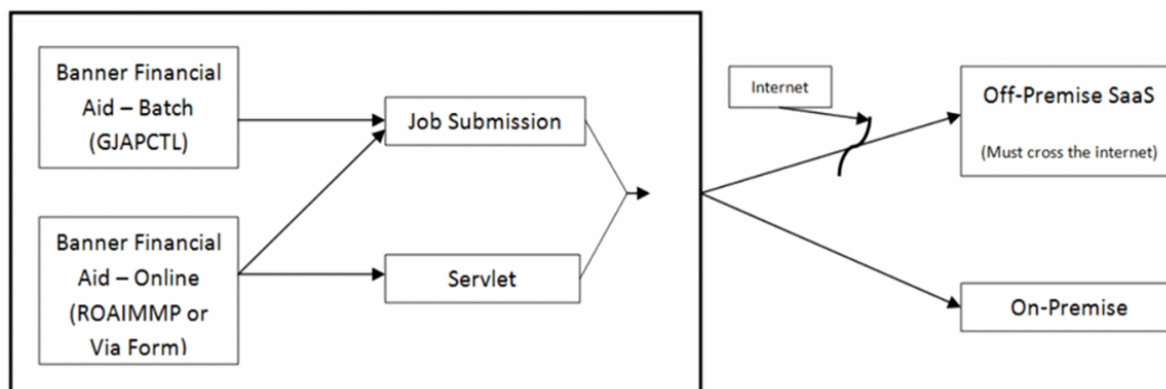 Banner Financial
Aid – Batch
(GJAPCTL)
Banner Financial
Aid – Online
(ROAIMMP or
Via Form)
Job Submission
Servlet
Internet
Off-Premise SaaS
(Must cross the internet)
On-Premise